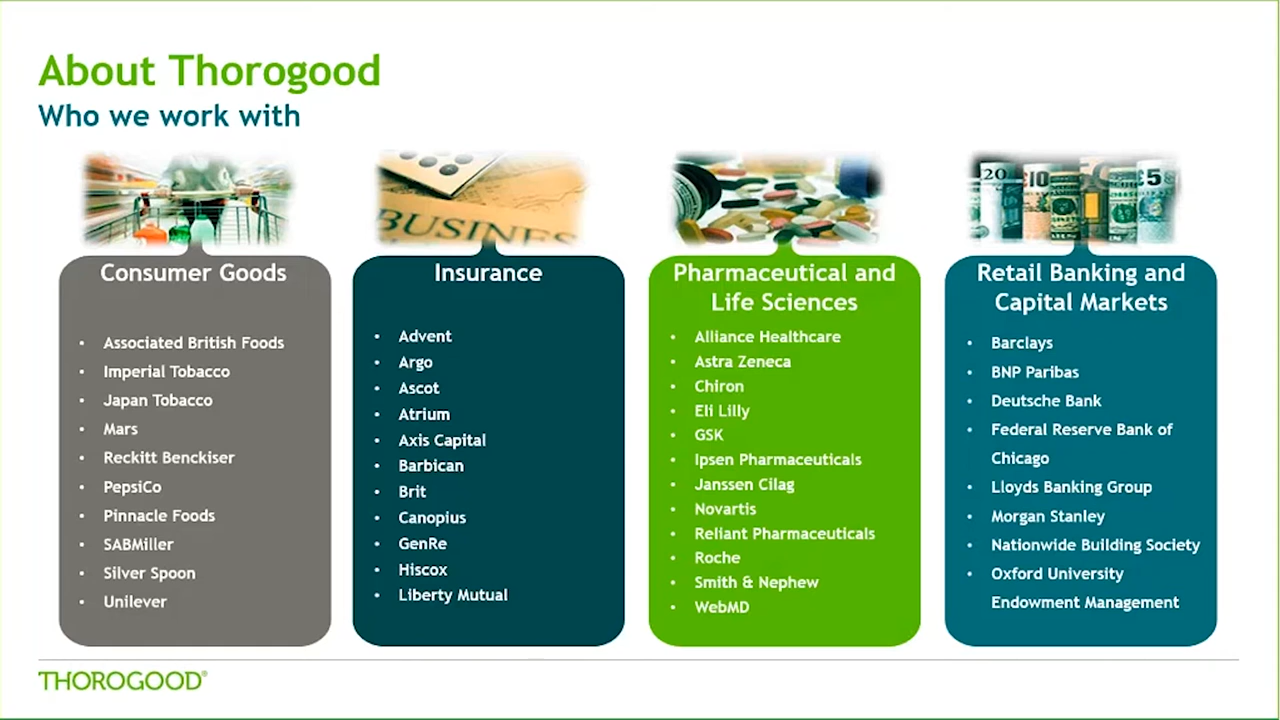 About Thorogood
Who we work with
BUSINES
20
£10
£5
Consumer Goods
• Associated British Foods
• Imperial Tobacco
• Japan Tobacco
• Mars
• Reckitt Benckiser
• PepsiCo
• Pinnacle Foods
• SABMiller
• Silver Spoon
• Unilever
Insurance
• Advent
• Argo
• Ascot
• Atrium
• Axis Capital
• Barbican
• Brit
• Canopius
• GenRe
• Hiscox
• Liberty Mutual
Pharmaceutical and
Life Sciences
• Alliance Healthcare
• Astra Zeneca
• Chiron
• Eli Lilly
• GSK
• Ipsen Pharmaceuticals
• Janssen Cilag
• Novartis
• Reliant Pharmaceuticals
• Roche
• Smith & Nephew
• WebMD
Retail Banking and
Capital Markets
• Barclays
• BNP Paribas
• Deutsche Bank
• Federal Reserve Bank of
Chicago
• Lloyds Banking Group
• Morgan Stanley
• Nationwide Building Society
• Oxford University
Endowment Management
THOROGOOD®